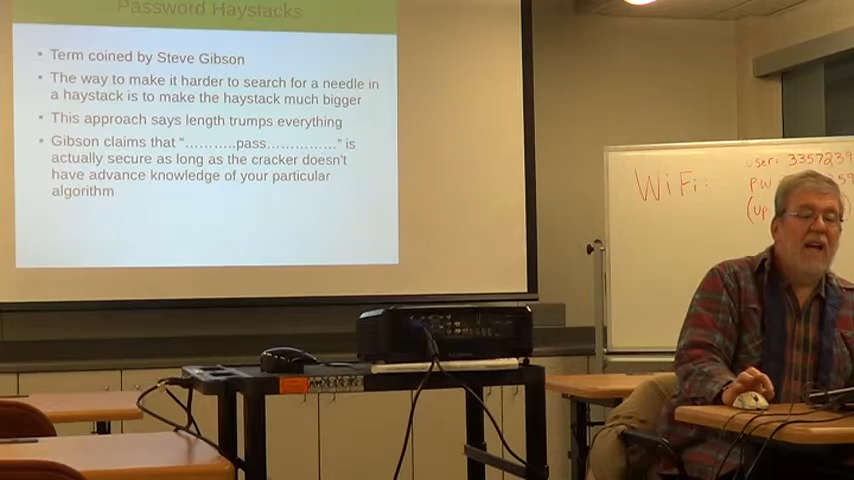 Password Haystacks
• Term coined by Steve Gibson
• The way to make it harder to search for a needle in
a haystack is to make the haystack much bigger
• This approach says length trumps everything
• Gibson claims that "………..pass……………" is
actually secure as long as the cracker doesn't
have advance knowledge of your particular
algorithm
user: 3357239
WiFi: pw
(up